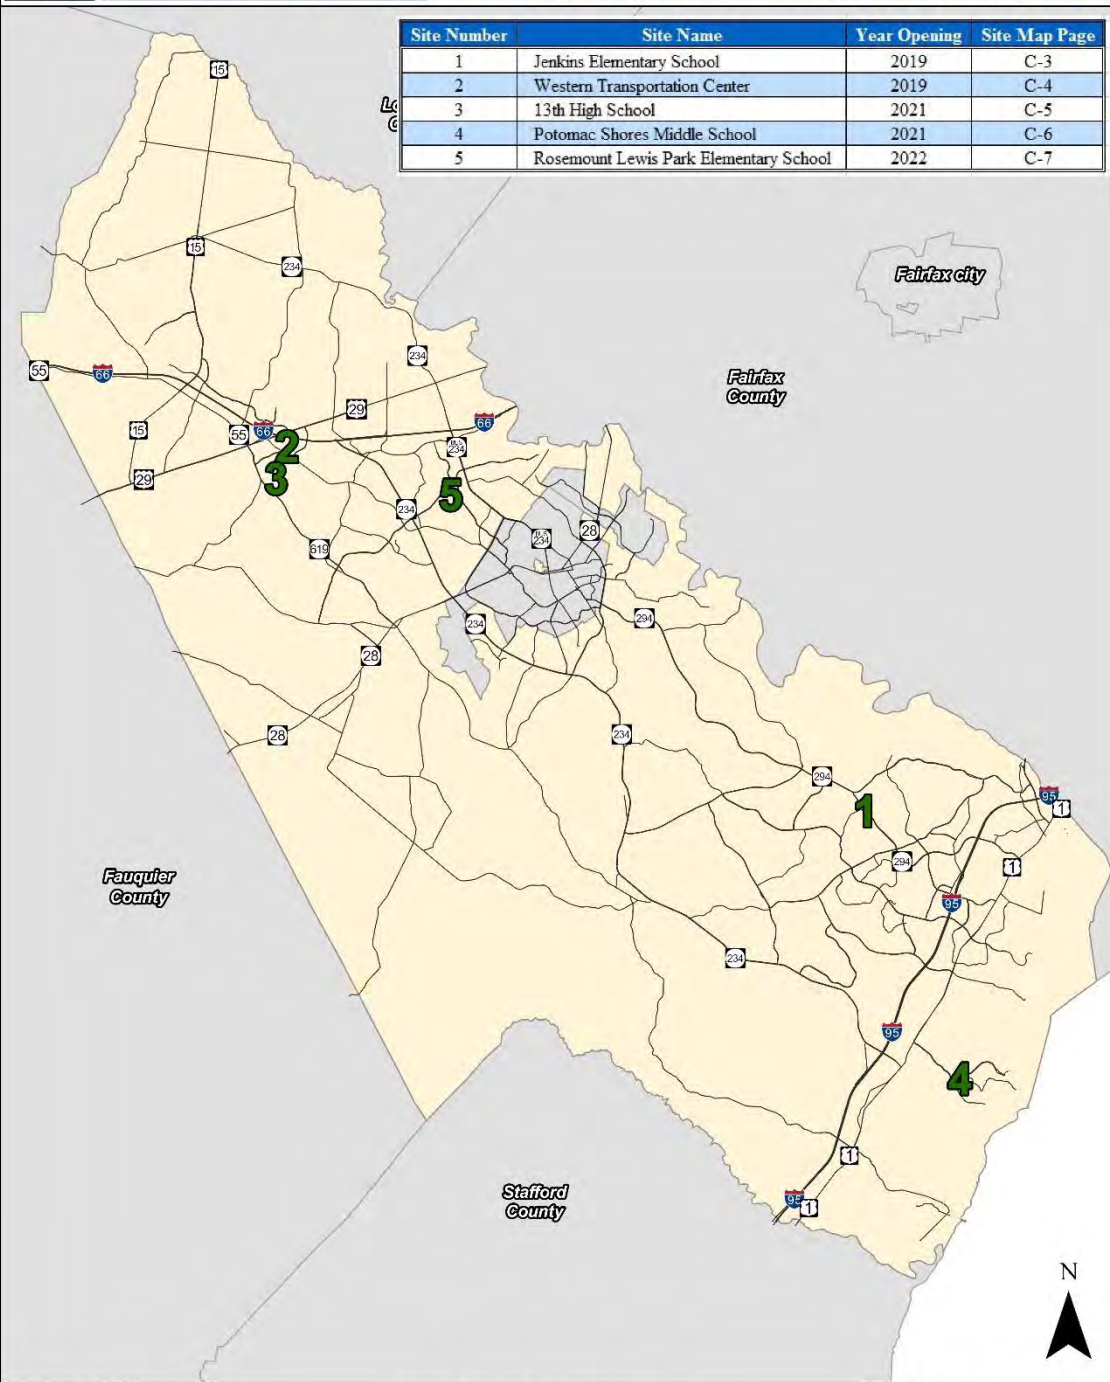 Site Number Site Name Year Opening Site Map Page
1 Jenkins Elementary School 2019 C-3
2 Western Transportation Center 2019 C-4
3 13th High School 2021 C-5
4 Potomac Shores Middle School 2021 C-6
5 Rosemount Lewis Park Elementary School 2022 C-7
15
15
234
Fairfax city
234
55
66
Fairfax
County
29
66
15
55
66
2
234
29
3
5
234
28
234
619
294
234
28
234
28
294
95
1
1
294
1
Fauquier
County
95
234
95
4
1
Stafford
County
95
1
N